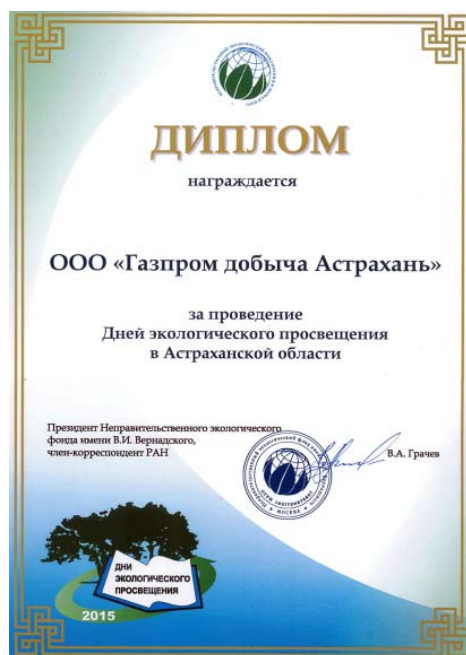 ДИПЛОМ
награждается
ООО «Газпром добыча Астрахань»
за проведение
Дней экологического просвещения
в Астраханской области
Президент Неправительственного экологического
фонда имени В.И. Вернадского,
член-корреспондент РАН
В.А. Грачев
МОСКВА
ДНИ
ЭКОЛОГИЧЕСКОГО
ПРОСВЕЩЕНИЯ
2015